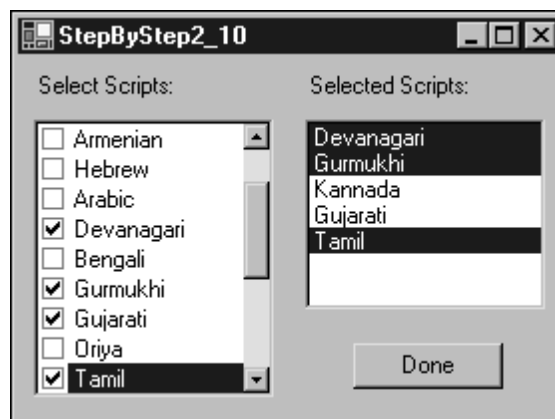 StepByStep2_10
Select Scripts:
Armenian
Hebrew
Arabic
Devanagari
Bengali
Gurmukhi
Gujarati
Oriya
Tamil
Selected Scripts:
Devanagari
Gurmukhi
Kannada
Gujarati
Tamil
Done